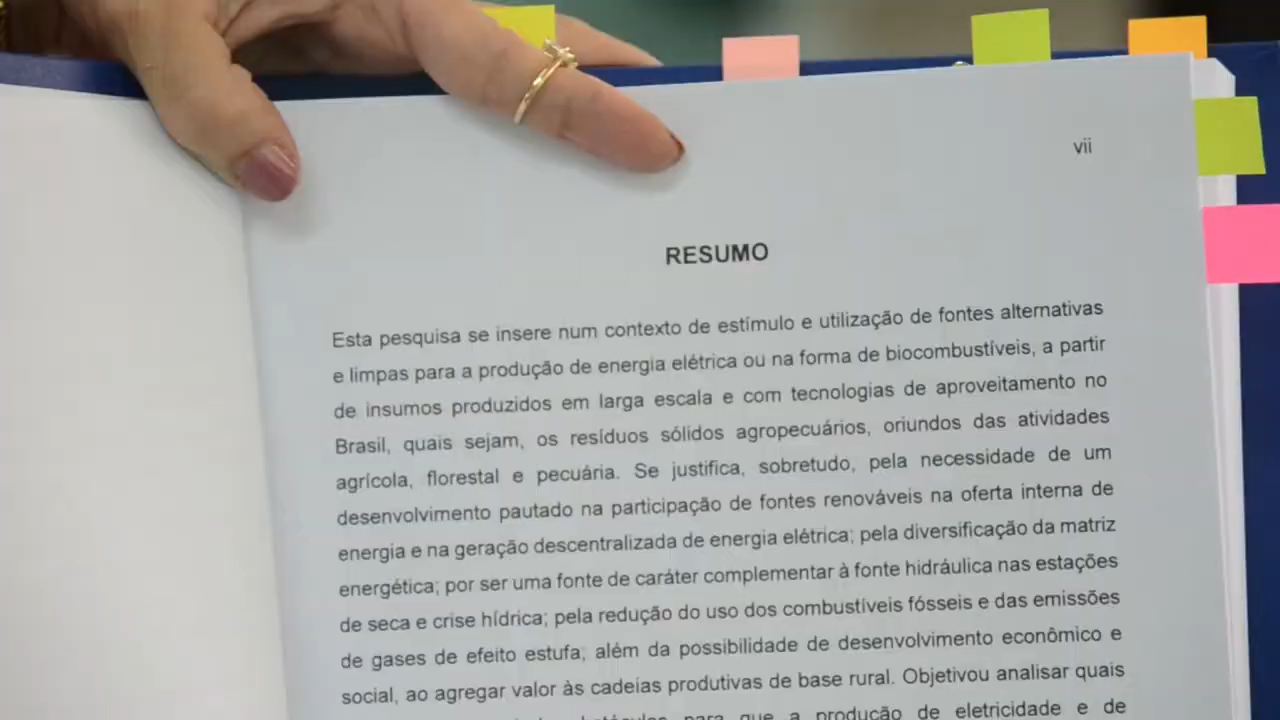 vii
RESUMO
Esta pesquisa se insere num contexto de estímulo e utilização de fontes alternativas
e limpas para a produção de energia elétrica ou na forma de biocombustíveis, a partir
de insumos produzidos em larga escala e com tecnologias de aproveitamento no
Brasil, quais sejam, os resíduos sólidos agropecuários, oriundos das atividades
agrícola, florestal e pecuária. Se justifica, sobretudo, pela necessidade de um
desenvolvimento pautado na participação de fontes renováveis na oferta interna de
energia e na geração descentralizada de energia elétrica; pela diversificação da matriz
energética; por ser uma fonte de caráter complementar à fonte hidráulica nas estações
de seca e crise hídrica; pela redução do uso dos combustíveis fósseis e das emissões
de gases de efeito estufa; além da possibilidade de desenvolvimento econômico e
social, ao agregar valor às cadeias produtivas de base rural. Objetivou analisar quais
para que a produção de eletricidade e de